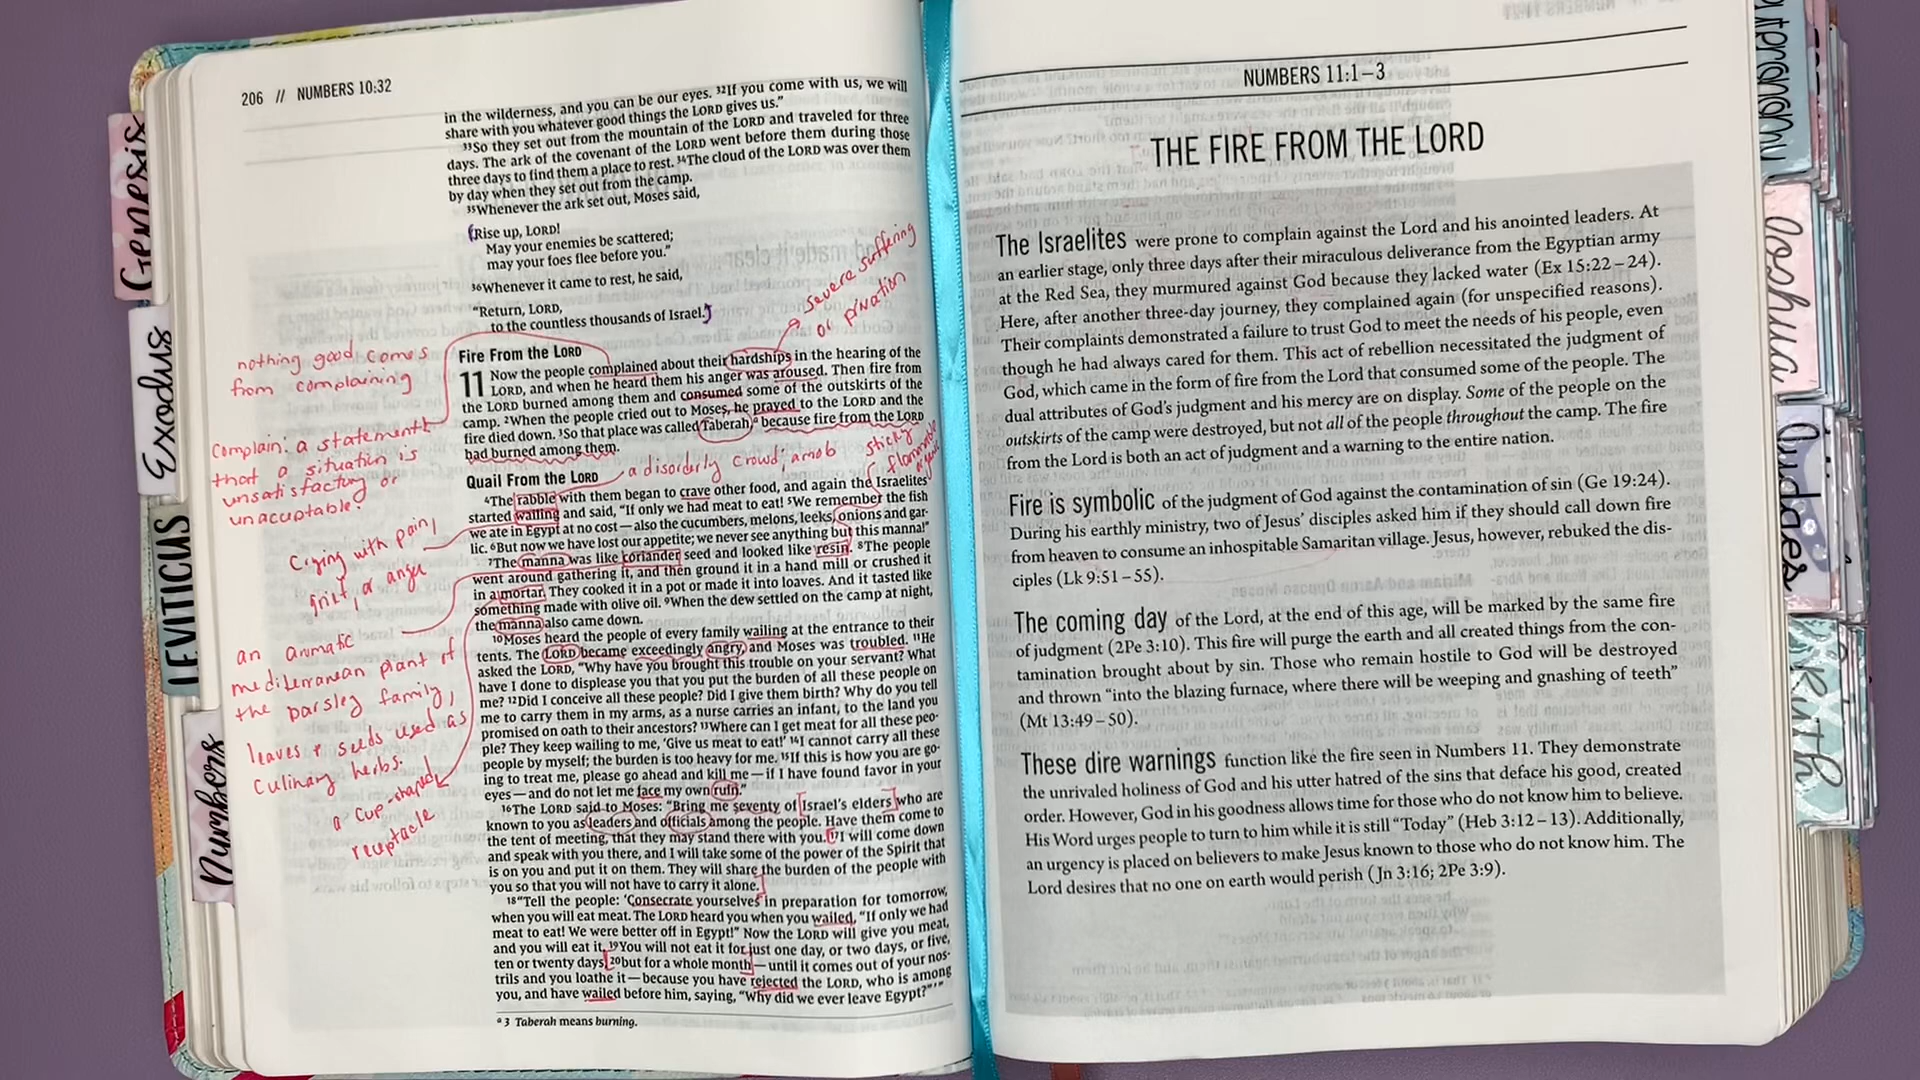 206 // NUMBERS 10:32
in the wilderness, and you can be our eyes. 32If you come with us, we will
share with you whatever good things the LORD gives us.”
33So they set out from the mountain of the LORD and traveled for three
days. The ark of the covenant of the LORD went before them during those
three days to find them a place to rest. 34The cloud of the LORD was over them
by day when they set out from the camp.
35Whenever the ark set out, Moses said,
“Rise up, LORD!
May your enemies be scattered;
may your foes flee before you.”
36Whenever it came to rest, he said,
“Return, LORD,
to the countless thousands of Israel.”
severe suffering
or privation
Fire From the LORD
11 Now the people complained about their hardships in the hearing of the
LORD, and when he heard them his anger was aroused. Then fire from
the LORD burned among them and consumed some of the outskirts of the
camp. 2When the people cried out to Moses, he prayed to the LORD and the
fire died down. 3So that place was called Taberah,a because fire from the LORD
had burned among them.
Quail From the LORD
a disorderly crowd; a mob
sticky
flammable
4The rabble with them began to crave other food, and again the Israelites
started wailing and said, “If only we had meat to eat! 5We remember the fish
we ate in Egypt at no cost—also the cucumbers, melons, leeks, onions and gar-
lic. 6But now we have lost our appetite; we never see anything but this manna!”
7The manna was like coriander seed and looked like resin. 8The people
went around gathering it, and then ground it in a hand mill or crushed it
in a mortar. They cooked it in a pot or made it into loaves. And it tasted like
something made with olive oil. 9When the dew settled on the camp at night,
the manna also came down.
10Moses heard the people of every family wailing at the entrance to their
tents. The LORD became exceedingly angry, and Moses was troubled. 11He
asked the LORD, “Why have you brought this trouble on your servant? What
have I done to displease you that you put the burden of all these people on
me? 12Did I conceive all these people? Did I give them birth? Why do you tell
me to carry them in my arms, as a nurse carries an infant, to the land you
promised on oath to their ancestors? 13Where can I get meat for all these peo-
ple? They keep wailing to me, ‘Give us meat to eat!’ 14I cannot carry all these
people by myself; the burden is too heavy for me. 15If this is how you are go-
ing to treat me, please go ahead and kill me—if I have found favor in your
eyes—and do not let me face my own ruin.”
16The LORD said to Moses: “Bring me seventy of Israel’s elders who are
known to you as leaders and officials among the people. Have them come to
the tent of meeting, that they may stand there with you. 17I will come down
and speak with you there, and I will take some of the power of the Spirit that
is on you and put it on them. They will share the burden of the people with
you so that you will not have to carry it alone.
18“Tell the people: ‘Consecrate yourselves in preparation for tomorrow,
when you will eat meat. The LORD heard you when you wailed, “If only we had
meat to eat! We were better off in Egypt!” Now the LORD will give you meat,
and you will eat it. 19You will not eat it for just one day, or two days, or five,
ten or twenty days, 20but for a whole month—until it comes out of your nos-
trils and you loathe it—because you have rejected the LORD, who is among
you, and have wailed before him, saying, “Why did we ever leave Egypt?”’”
a 3 Taberah means burning.
nothing good comes
from complaining
Complain: a statement
that a situation is
unsatisfactory or
unacceptable.
Crying with pain,
grief, or anger
an aromatic
mediterranean plant of
the parsley family,
leaves & seeds used as
culinary herbs.
a cup-shaped
receptacle
Genesis
Exodus
LEVITICUS
Numbers
NUMBERS 11:1–3
THE FIRE FROM THE LORD
The Israelites were prone to complain against the Lord and his anointed leaders. At
an earlier stage, only three days after their miraculous deliverance from the Egyptian army
at the Red Sea, they murmured against God because they lacked water (Ex 15:22–24).
Here, after another three-day journey, they complained again (for unspecified reasons).
Their complaints demonstrated a failure to trust God to meet the needs of his people, even
though he had always cared for them. This act of rebellion necessitated the judgment of
God, which came in the form of fire from the Lord that consumed some of the people. The
dual attributes of God’s judgment and his mercy are on display. Some of the people on the
outskirts of the camp were destroyed, but not all of the people throughout the camp. The fire
from the Lord is both an act of judgment and a warning to the entire nation.
Fire is symbolic of the judgment of God against the contamination of sin (Ge 19:24).
During his earthly ministry, two of Jesus’ disciples asked him if they should call down fire
from heaven to consume an inhospitable Samaritan village. Jesus, however, rebuked the dis-
ciples (Lk 9:51–55).
The coming day of the Lord, at the end of this age, will be marked by the same fire
of judgment (2Pe 3:10). This fire will purge the earth and all created things from the con-
tamination brought about by sin. Those who remain hostile to God will be destroyed
and thrown “into the blazing furnace, where there will be weeping and gnashing of teeth”
(Mt 13:49–50).
These dire warnings function like the fire seen in Numbers 11. They demonstrate
the unrivaled holiness of God and his utter hatred of the sins that deface his good, created
order. However, God in his goodness allows time for those who do not know him to believe.
His Word urges people to turn to him while it is still “Today” (Heb 3:12–13). Additionally,
an urgency is placed on believers to make Jesus known to those who do not know him. The
Lord desires that no one on earth would perish (Jn 3:16; 2Pe 3:9).
Joshua
Judges